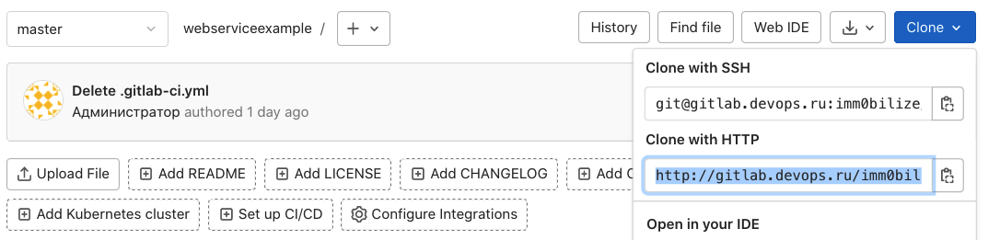 master
webserviceexample /
History
Find file
Web IDE
Clone
Clone with SSH
git@gitlab.devops.ru:imm0bilize
Delete .gitlab-ci.yml
Администратор authored 1 day ago
Clone with HTTP
http://gitlab.devops.ru/imm0bil
Upload File
Add README
Add LICENSE
Add CHANGELOG
Add C
Add Kubernetes cluster
Set up CI/CD
Configure Integrations
Open in your IDE